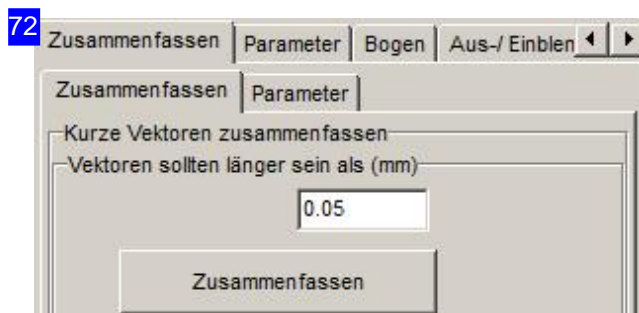 72
Zusammenfassen Parameter Bogen Aus-/ Einblen
Zusammenfassen Parameter
Kurze Vektoren zusammenfassen
Vektoren sollten länger sein als (mm)
0.05
Zusammenfassen